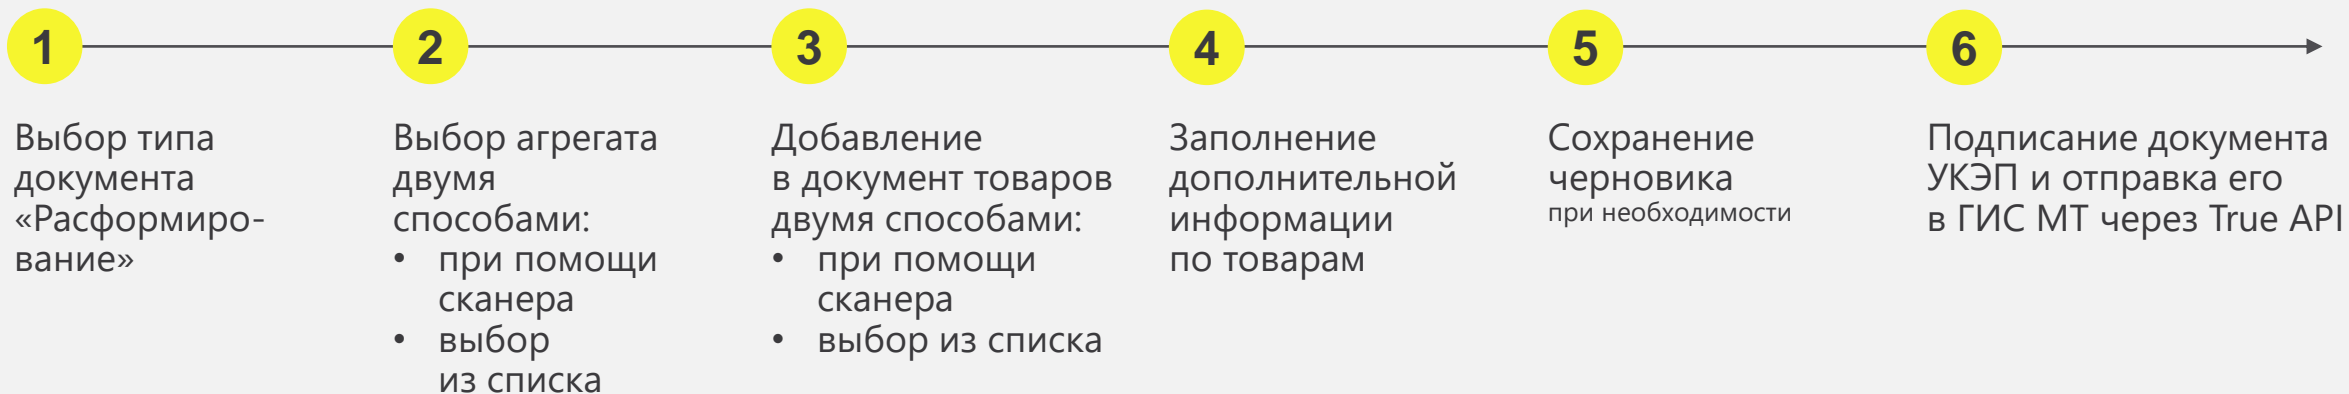 1
Выбор типа
документа
«Расформиро-
вание»
2
Выбор агрегата
двумя
способами:
• при помощи
сканера
• выбор
из списка
3
Добавление
в документ товаров
двумя способами:
• при помощи
сканера
• выбор из списка
4
Заполнение
дополнительной
информации
по товарам
5
Сохранение
черновика
при необходимости
6
Подписание документа
УКЭП и отправка его
в ГИС МТ через True API